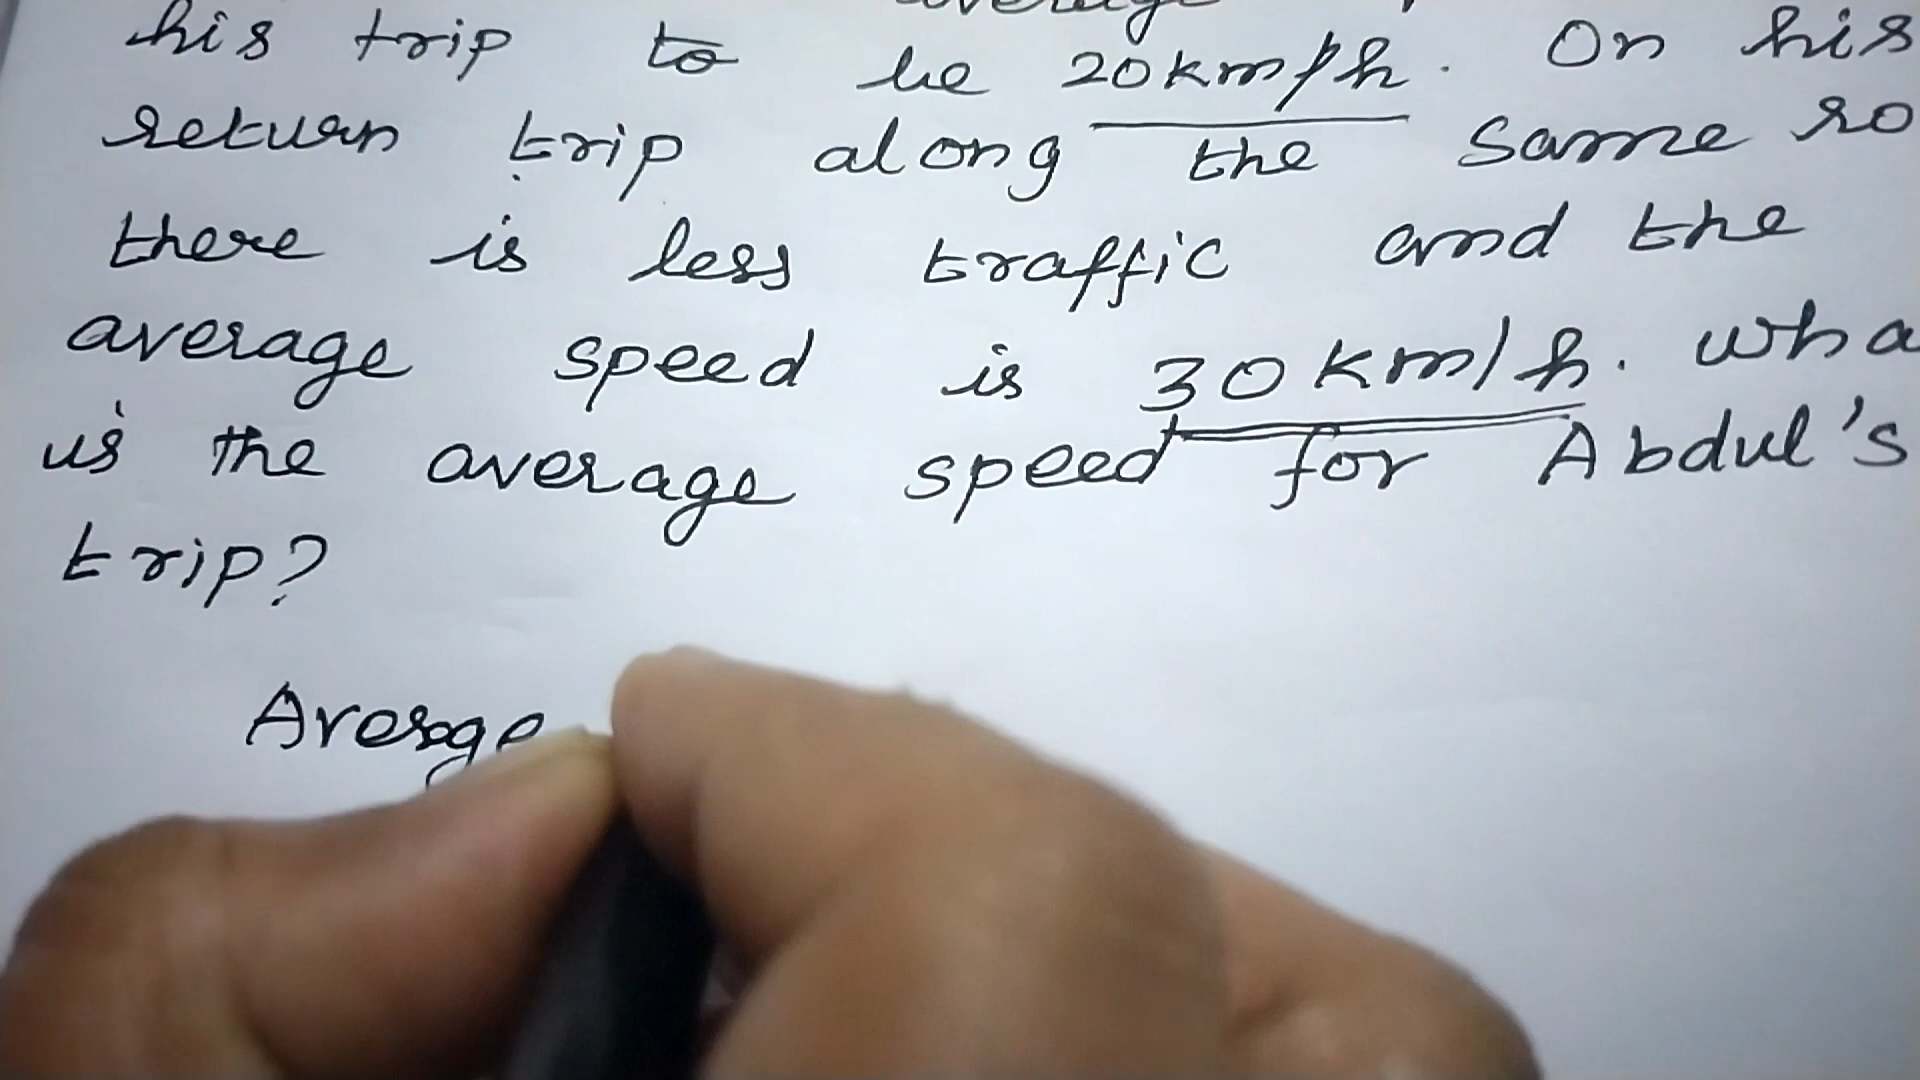 average
his trip to be 20kmph. On his
return trip along the same ro
there is less traffic and the
average speed is 30km/h. wha
is the average speed for Abdul's
trip?
Average